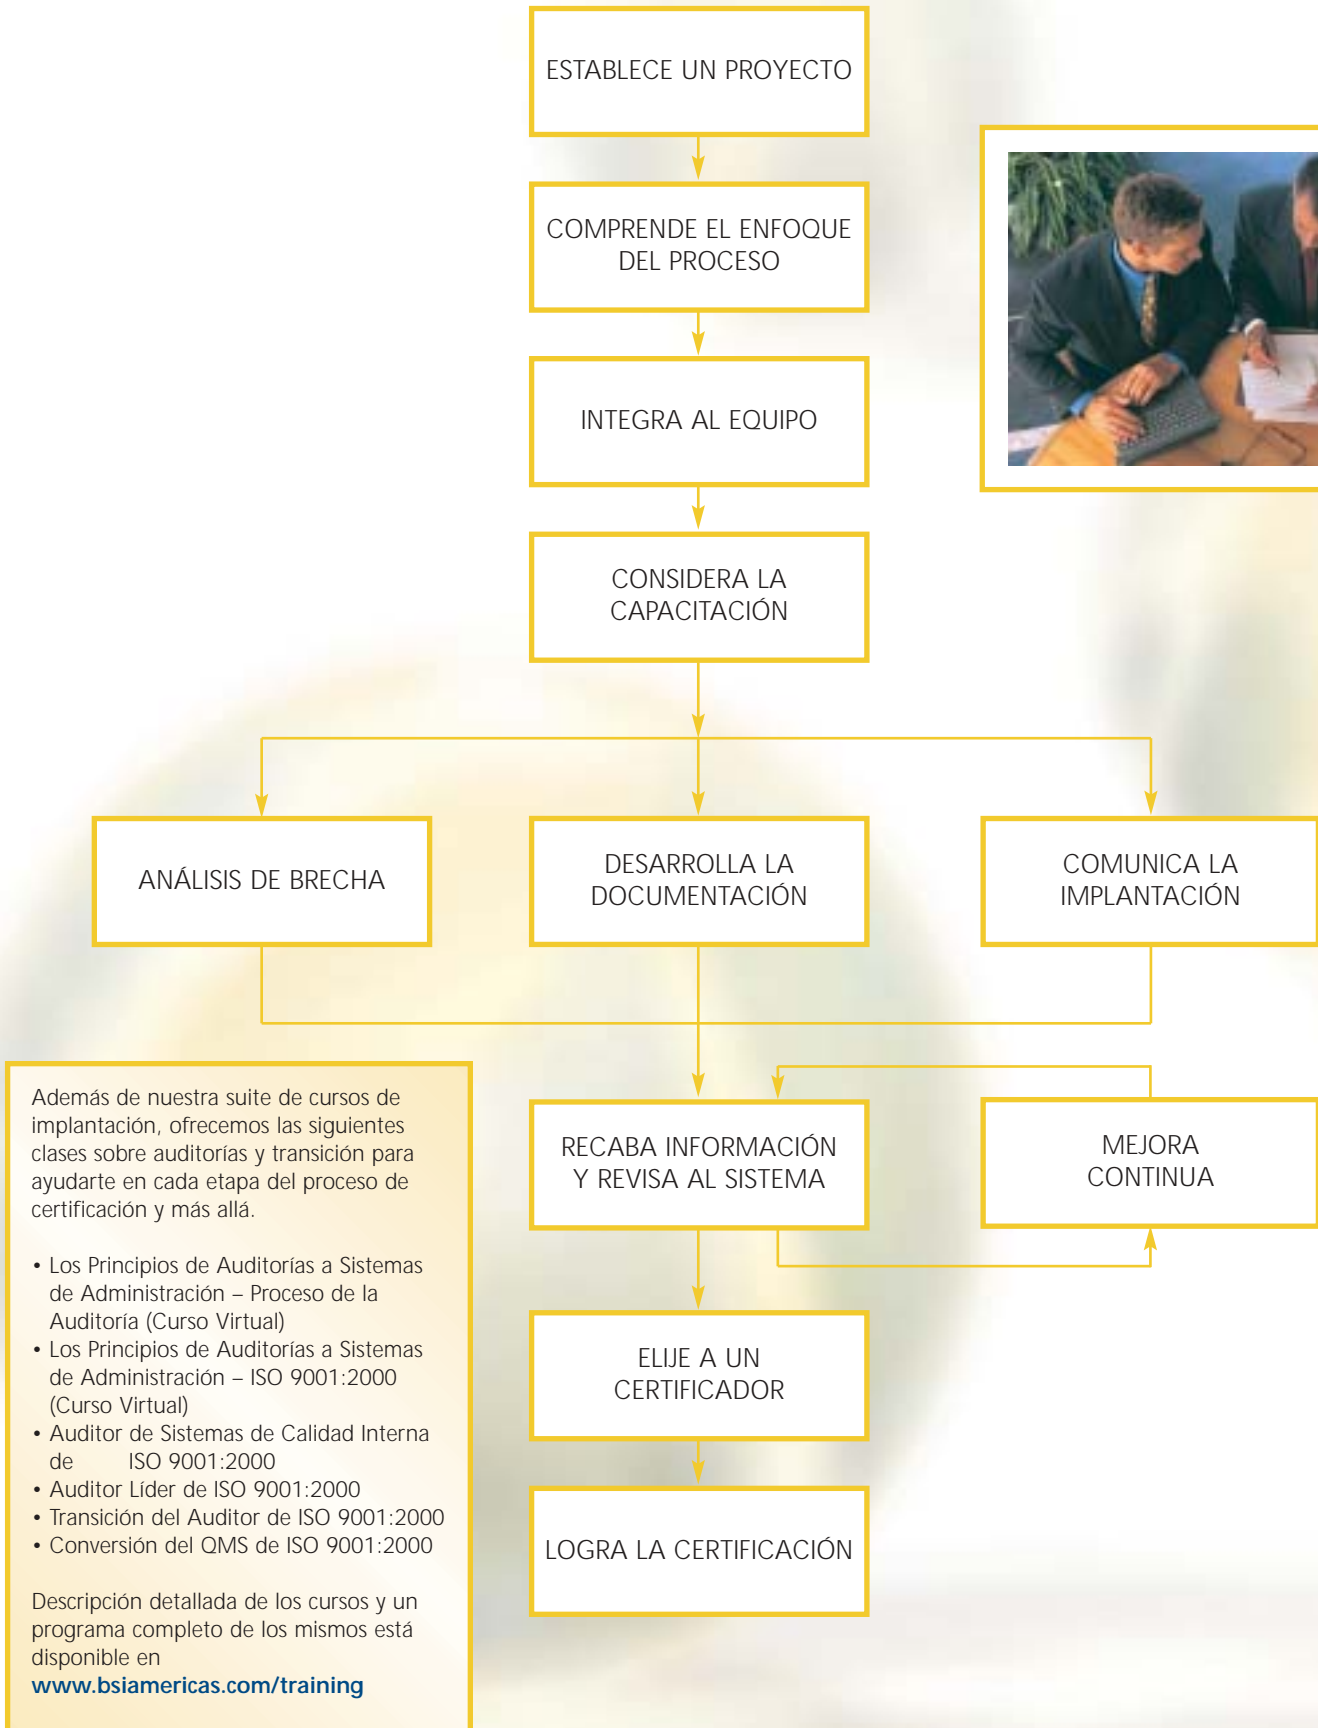 ESTABLECE UN PROYECTO
COMPRENDE EL ENFOQUE
DEL PROCESO
INTEGRA AL EQUIPO
CONSIDERA LA
CAPACITACIÓN
ANÁLISIS DE BRECHA
DESARROLLA LA
DOCUMENTACIÓN
COMUNICA LA
IMPLANTACIÓN
RECABA INFORMACIÓN
Y REVISA AL SISTEMA
MEJORA
CONTINUA
ELIJE A UN
CERTIFICADOR
LOGRA LA CERTIFICACIÓN
Además de nuestra suite de cursos de
implantación, ofrecemos las siguientes
clases sobre auditorías y transición para
ayudarte en cada etapa del proceso de
certificación y más allá.
• Los Principios de Auditorías a Sistemas
de Administración – Proceso de la
Auditoría (Curso Virtual)
• Los Principios de Auditorías a Sistemas
de Administración – ISO 9001:2000
(Curso Virtual)
• Auditor de Sistemas de Calidad Interna
de ISO 9001:2000
• Auditor Líder de ISO 9001:2000
• Transición del Auditor de ISO 9001:2000
• Conversión del QMS de ISO 9001:2000
Descripción detallada de los cursos y un
programa completo de los mismos está
disponible en
www.bsiamericas.com/training